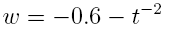 w = −0.6 − t⁻²